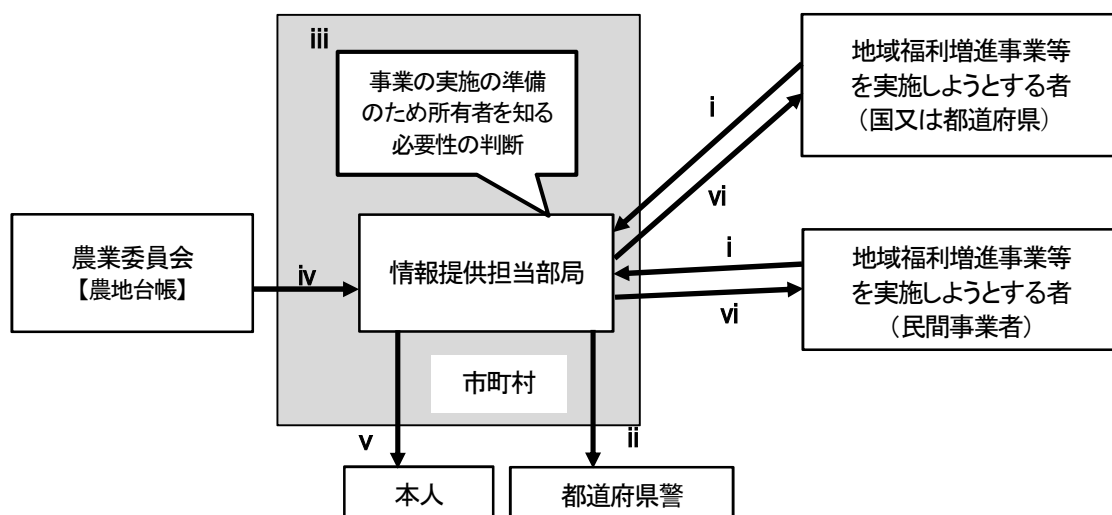 iii
事業の実施の準備
のため所有者を知る
必要性の判断
地域福利増進事業等
を実施しようとする者
（国又は都道府県）
i
vi
農業委員会
【農地台帳】
iv
情報提供担当部局
i
vi
地域福利増進事業等
を実施しようとする者
（民間事業者）
市町村
v
ii
本人
都道府県警